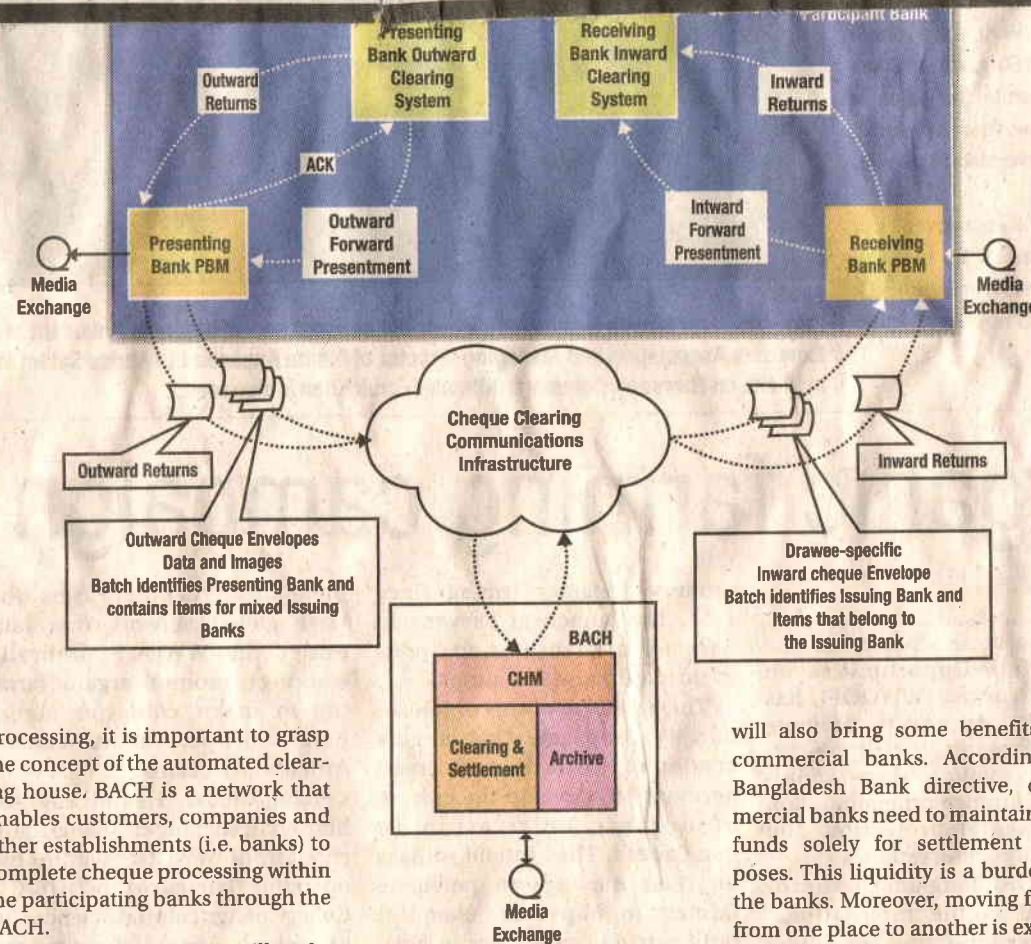 Participant Bank
Presenting
Bank Outward
Clearing
System
Receiving
Bank Inward
Clearing
System
Outward
Returns
Inward
Returns
ACK
Presenting
Bank PBM
Outward
Forward
Presentment
Intward
Forward
Presentment
Receiving
Bank PBM
Media
Exchange
Media
Exchange
Cheque Clearing
Communications
Infrastructure
Outward Returns
Inward Returns
Outward Cheque Envelopes
Data and Images
Batch identifies Presenting Bank and
contains items for mixed Issuing
Banks
Drawee-specific
Inward cheque Envelope
Batch identifies Issuing Bank and
Items that belong to
the Issuing Bank
BACH
CHM
Clearing &
Settlement
Archive
Media
Exchange
rocessing, it is important to grasp
ne concept of the automated clear-
ng house. BACH is a network that
nables customers, companies and
ther establishments (i.e. banks) to
omplete cheque processing within
ne participating banks through the
ACH.
will also bring some benefits
commercial banks. Accordin
Bangladesh Bank directive,
mercial banks need to maintain
funds solely for settlement
poses. This liquidity is a burde
the banks. Moreover, moving f
from one place to another is ex